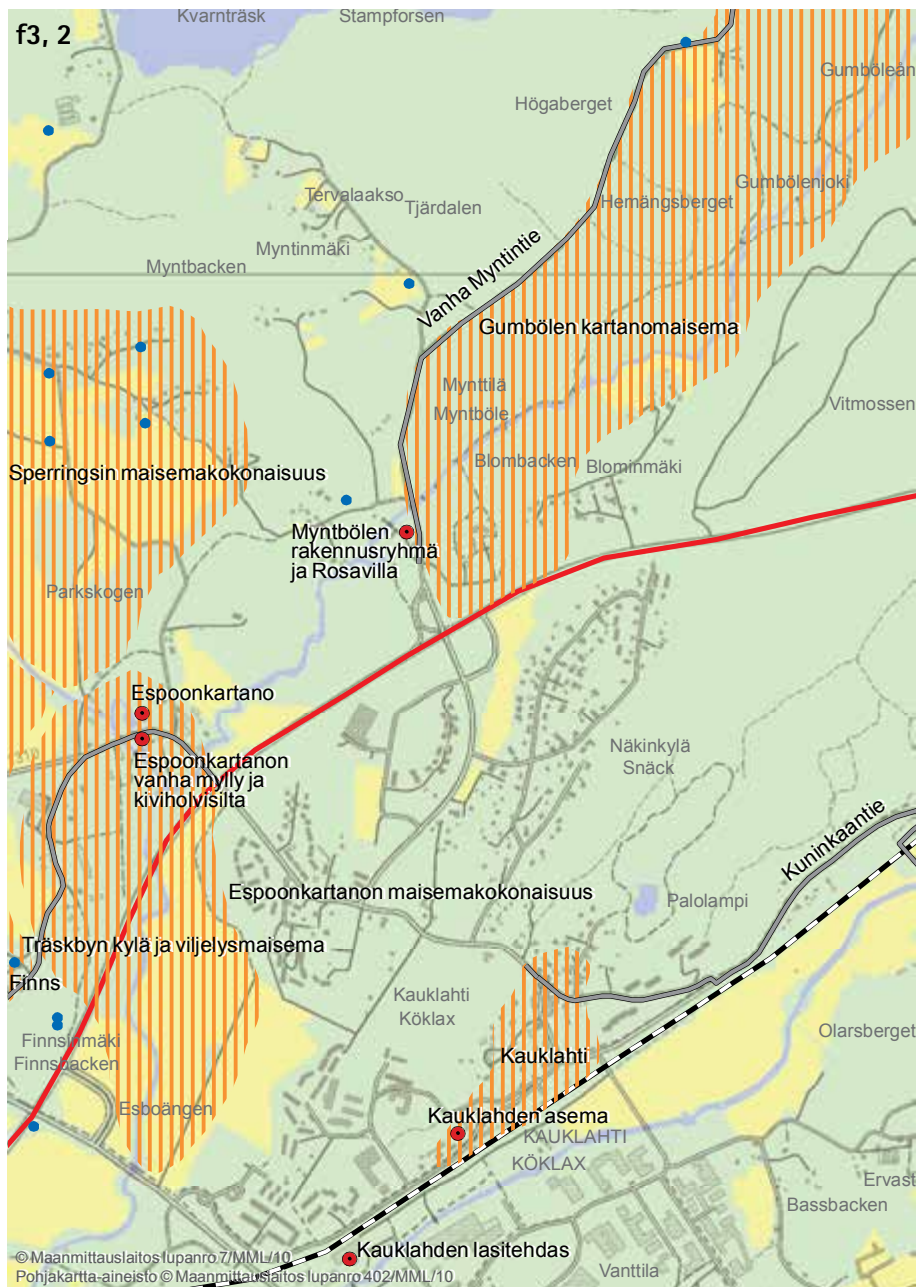 f3, 2
Kvarnträsk
Stampforsen
Gumböleån
Högaberget
Gumbölenjoki
Tervalaakso
Tjärdalen
Hemängsberget
Myntinmäki
Myntbacken
Vanha Myntintie
Gumbölen kartanomaisema
Mynttilä
Myntböle
Vitmossen
Blombacken
Blominmäki
Sperringsin maisemakokonaisuus
Myntbölen
rakennusryhmä
ja Rosavilla
Parkskogen
Espoonkartano
1310
Espoonkartanon
vanha mylly ja
kiviholvisilta
Näkinkylä
Snäck
Kuninkaantie
Espoonkartanon maisemakokonaisuus
Palolampi
Träskbyn kylä ja viljelysmaisema
Finns
Kauklahti
Köklax
Olarsberget
Finnsinmäki
Finnsbacken
Kauklahti
Esboängen
Kauklahden asema
KAUKLAHTI
KÖKLAX
Ervast
Bassbacken
Kauklahden lasitehdas
Vanttila
© Maanmittauslaitos lupanro 7/MML/10
Pohjakartta-aineisto © Maanmittauslaitos lupanro 402/MML/10